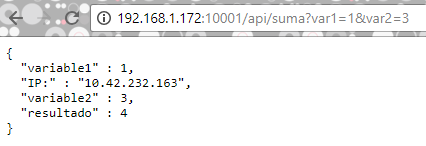 192.168.1.172:10001/api/suma?var1=1&var2=3
{
  "variable1" : 1,
  "IP:" : "10.42.232.163",
  "variable2" : 3,
  "resultado" : 4
}